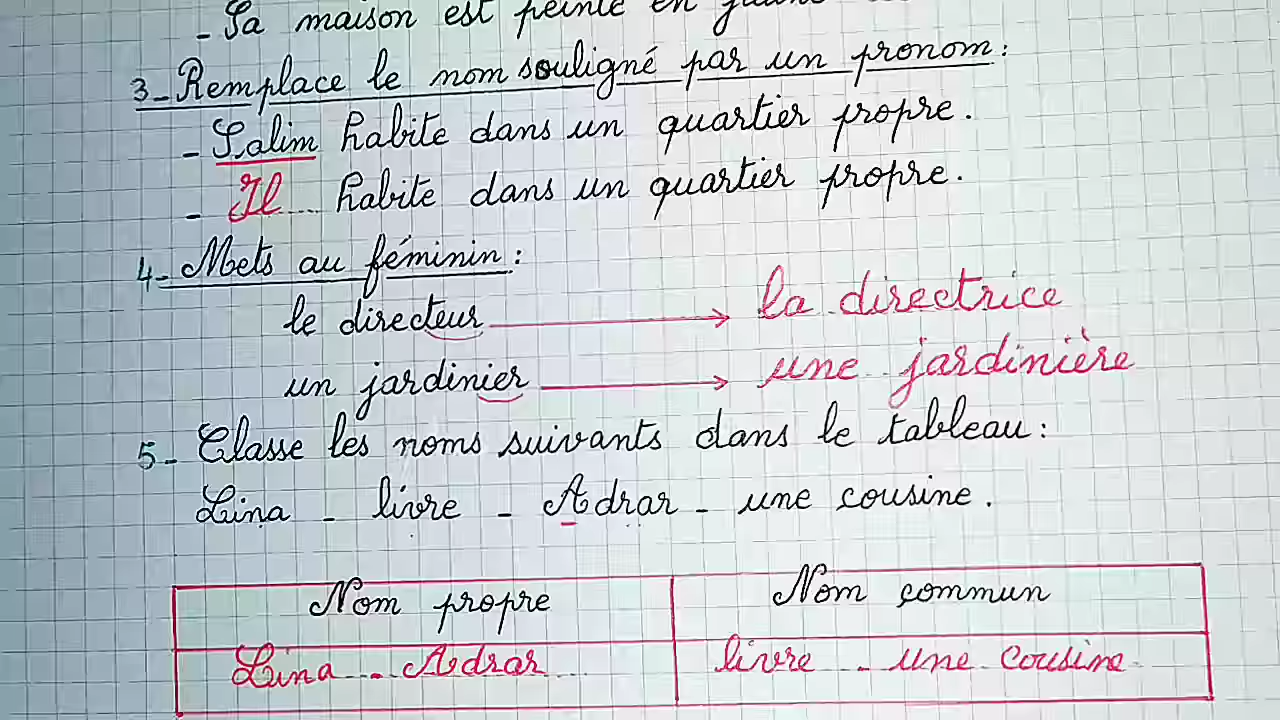 - Sa maison est peinte en
3- Remplace le nom souligné par un pronom :
- Salim habite dans un quartier propre.
- Il ... habite dans un quartier propre.
4- Mets au féminin :
le directeur → la directrice
un jardinier → une jardinière
5- Classe les noms suivants dans le tableau :
Lina - livre - Adrar - une cousine.
Nom propre Nom commun
Lina - Adrar livre - une cousine